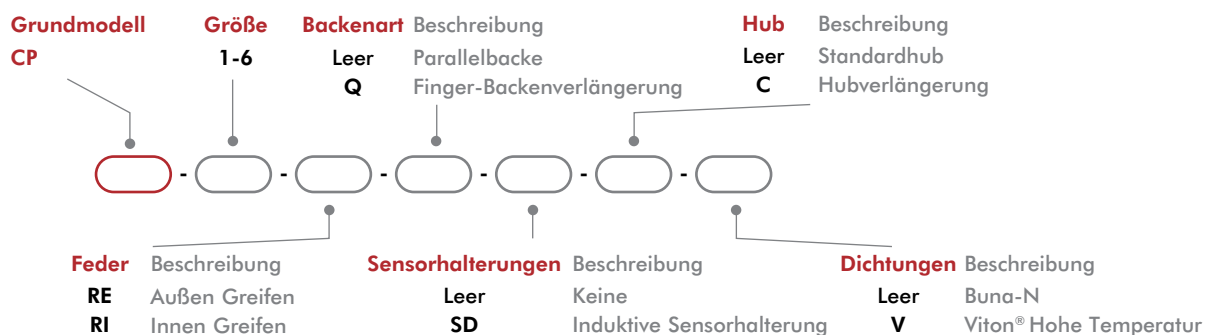 Grundmodell Größe Backenart Beschreibung Hub Beschreibung
CP 1-6 Leer Parallelbacke Leer Standardhub
Q Finger-Backenverlängerung C Hubverlängerung
- - - - - -
Feder Beschreibung Sensorhalterungen Beschreibung Dichtungen Beschreibung
RE Außen Greifen Leer Keine Leer Buna-N
RI Innen Greifen SD Induktive Sensorhalterung V Viton® Hohe Temperatur